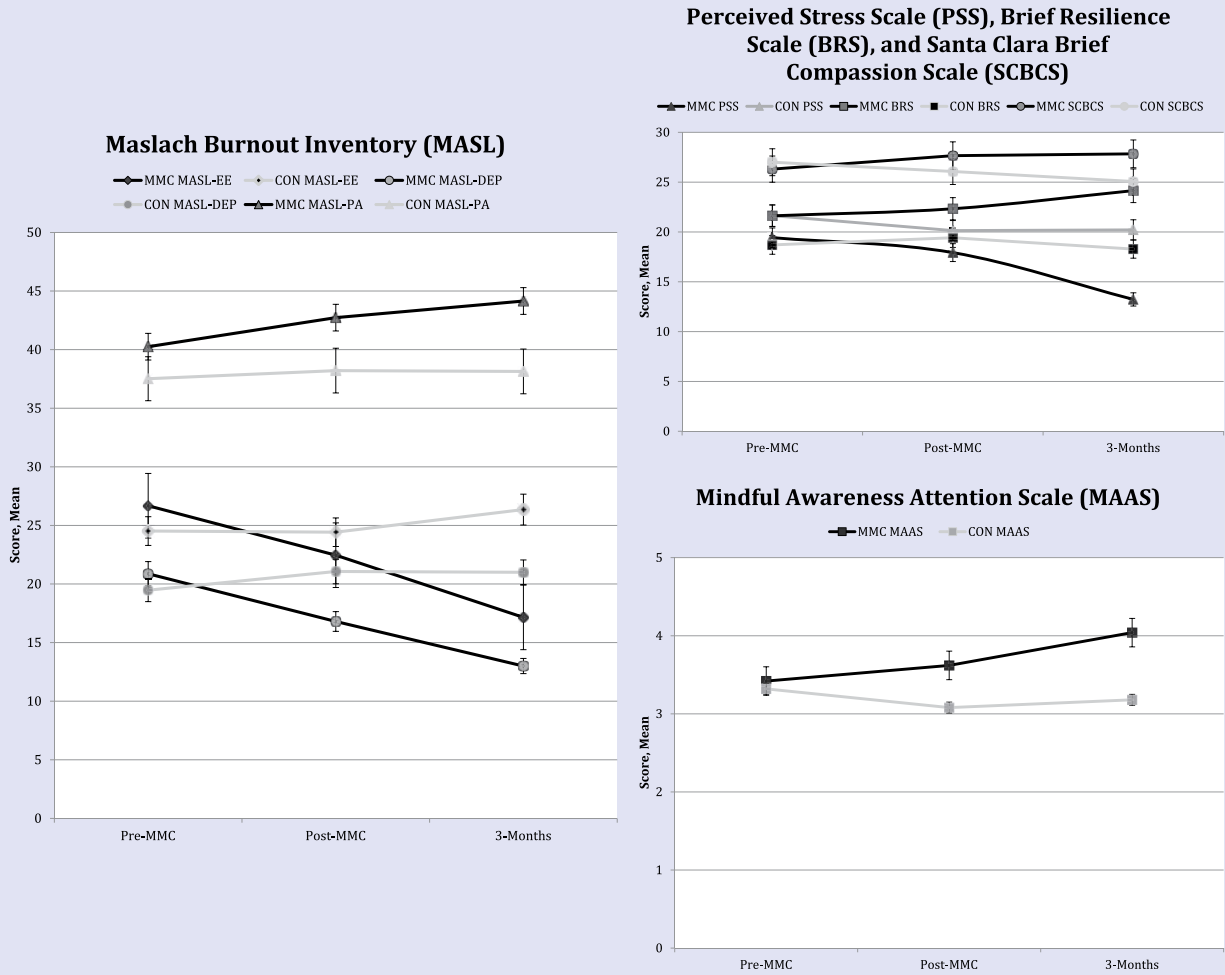 Maslach Burnout Inventory (MASL)
MMC MASL-EE CON MASL-EE MMC MASL-DEP
CON MASL-DEP MMC MASL-PA CON MASL-PA
50
45
40
35
30
25
20
15
10
5
0
Score, Mean
Pre-MMC Post-MMC 3-Months
Perceived Stress Scale (PSS), Brief Resilience
Scale (BRS), and Santa Clara Brief
Compassion Scale (SCBCS)
MMC PSS CON PSS MMC BRS CON BRS MMC SCBCS CON SCBCS
30
25
20
15
10
5
0
Score, Mean
Pre-MMC Post-MMC 3-Months
Mindful Awareness Attention Scale (MAAS)
MMC MAAS CON MAAS
5
4
3
2
1
0
Score, Mean
Pre-MMC Post-MMC 3-Months